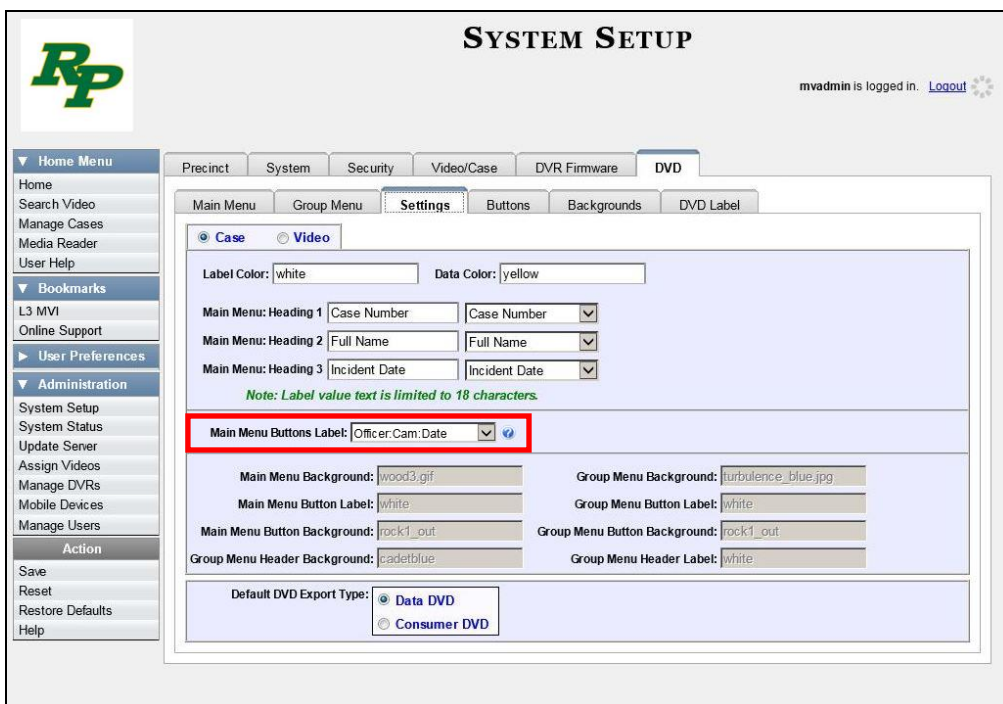 RP
SYSTEM SETUP
mvadmin is logged in. Logout
▼ Home Menu
Home
Search Video
Manage Cases
Media Reader
User Help
▼ Bookmarks
L3 MVI
Online Support
► User Preferences
▼ Administration
System Setup
System Status
Update Server
Assign Videos
Manage DVRs
Mobile Devices
Manage Users
Action
Save
Reset
Restore Defaults
Help
Precinct System Security Video/Case DVR Firmware DVD
Main Menu Group Menu Settings Buttons Backgrounds DVD Label
Case Video
Label Color: white Data Color: yellow
Main Menu: Heading 1 Case Number Case Number
Main Menu: Heading 2 Full Name Full Name
Main Menu: Heading 3 Incident Date Incident Date
Note: Label value text is limited to 18 characters.
Main Menu Buttons Label: Officer:Cam:Date ?
Main Menu Background: wood3.gif Group Menu Background: turbulence_blue.jpg
Main Menu Button Label: white Group Menu Button Label: white
Main Menu Button Background: rock1_out Group Menu Button Background: rock1_out
Group Menu Header Background: cadetblue Group Menu Header Label: white
Default DVD Export Type: Data DVD
Consumer DVD